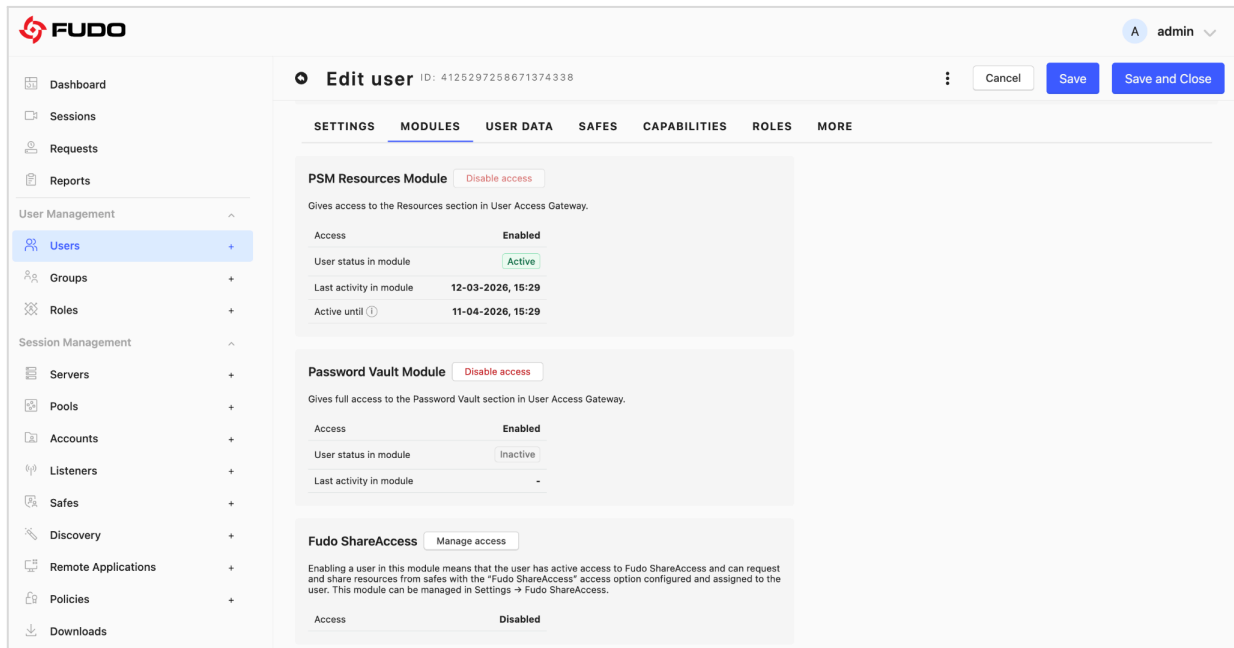 FUDO
A admin
Dashboard
Sessions
Requests
Reports
User Management
Users +
Groups +
Roles +
Session Management
Servers +
Pools +
Accounts +
Listeners +
Safes +
Discovery +
Remote Applications +
Policies +
Downloads
Edit user ID: 4125297258671374338
Cancel
Save
Save and Close
SETTINGS MODULES USER DATA SAFES CAPABILITIES ROLES MORE
PSM Resources Module Disable access
Gives access to the Resources section in User Access Gateway.
Access Enabled
User status in module Active
Last activity in module 12-03-2026, 15:29
Active until 11-04-2026, 15:29
Password Vault Module Disable access
Gives full access to the Password Vault section in User Access Gateway.
Access Enabled
User status in module Inactive
Last activity in module -
Fudo ShareAccess Manage access
Enabling a user in this module means that the user has active access to Fudo ShareAccess and can request
and share resources from safes with the “Fudo ShareAccess” access option configured and assigned to the
user. This module can be managed in Settings → Fudo ShareAccess.
Access Disabled